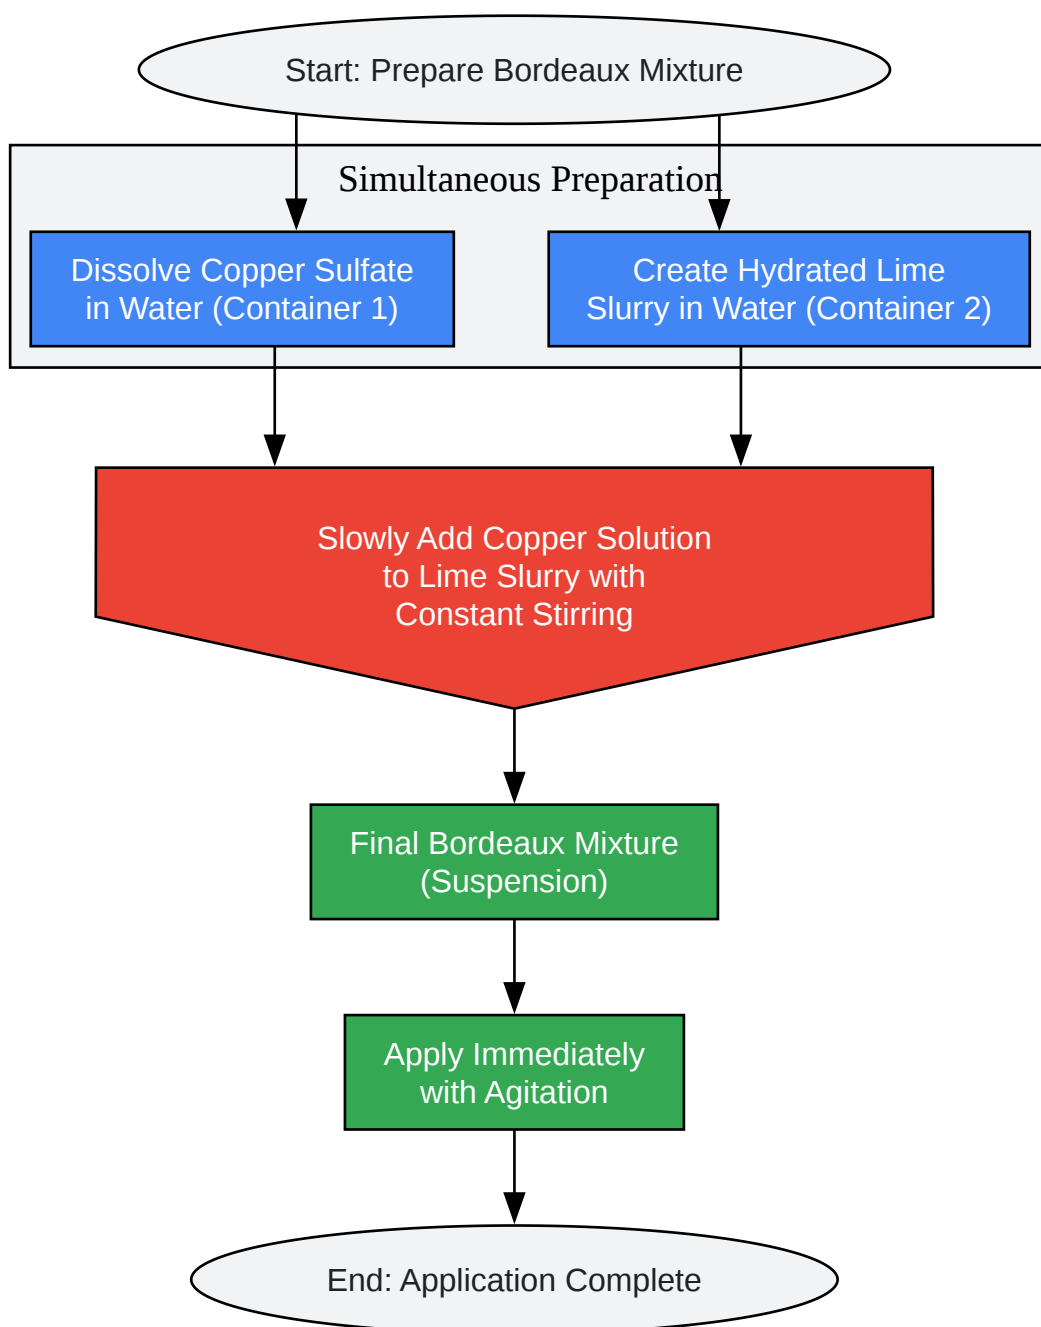 Start: Prepare Bordeaux Mixture
Simultaneous Preparation
Dissolve Copper Sulfate
in Water (Container 1)
Create Hydrated Lime
Slurry in Water (Container 2)
Slowly Add Copper Solution
to Lime Slurry with
Constant Stirring
Final Bordeaux Mixture
(Suspension)
Apply Immediately
with Agitation
End: Application Complete